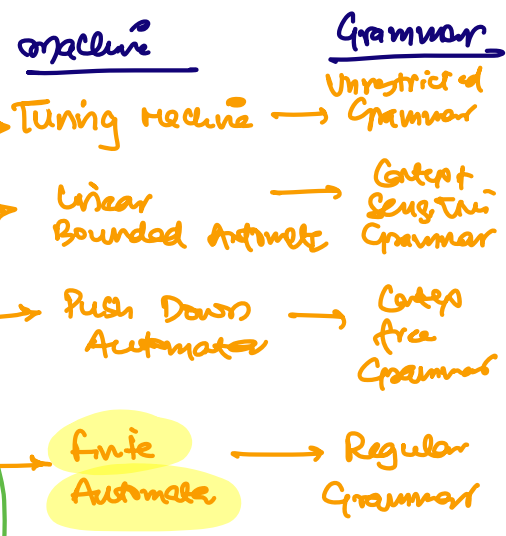 machine
Grammar
Tuning Machine
Unrestricted
Grammar
Linear
Bounded Automata
Context
Sensitive
Grammar
Push Down
Automata
Context
free
Grammar
finite
Automata
Regular
Grammar